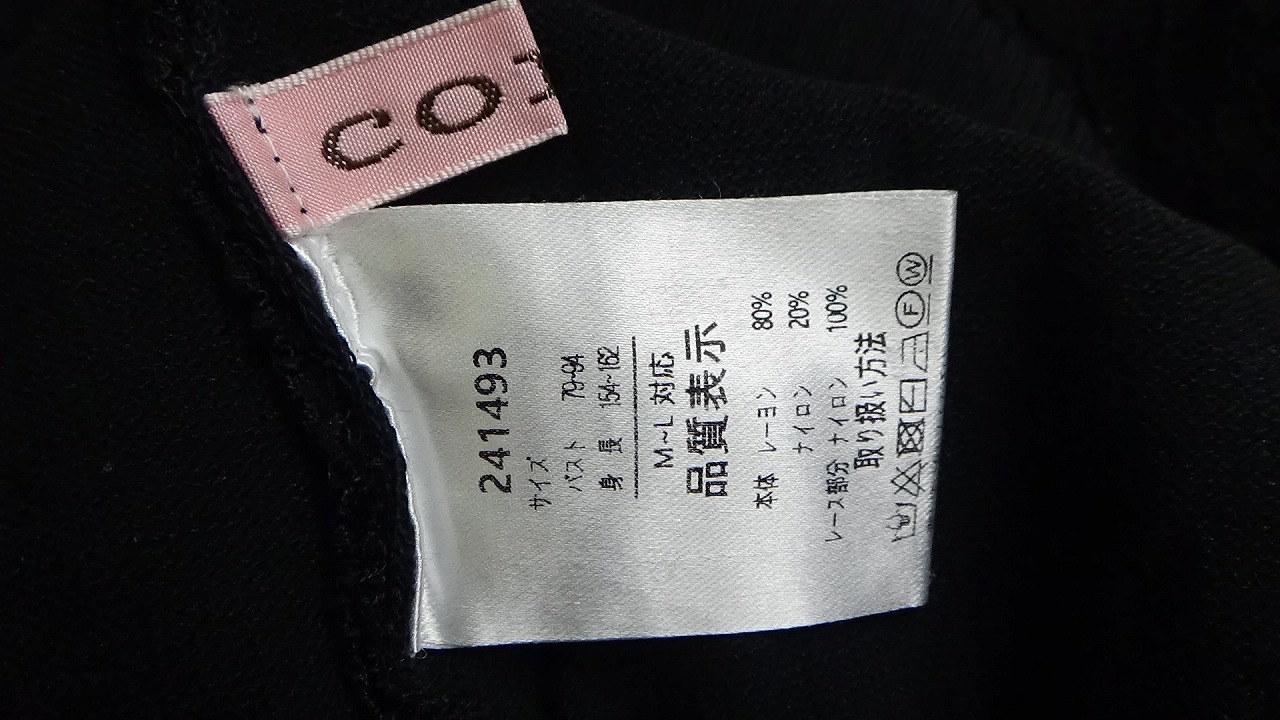 CO
241493
サイズ
バスト 79-94
身長 154~162
M~L 対応
品質表示
本体 レーヨン 80%
ナイロン 20%
レース部分 ナイロン 100%
取り扱い方法
F W